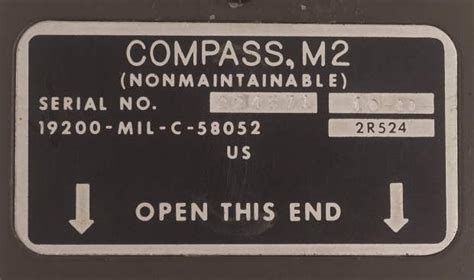 COMPASS, M2
(NONMAINTAINABLE)
SERIAL NO.
19200-MIL-C-58052 2R524
US
OPEN THIS END